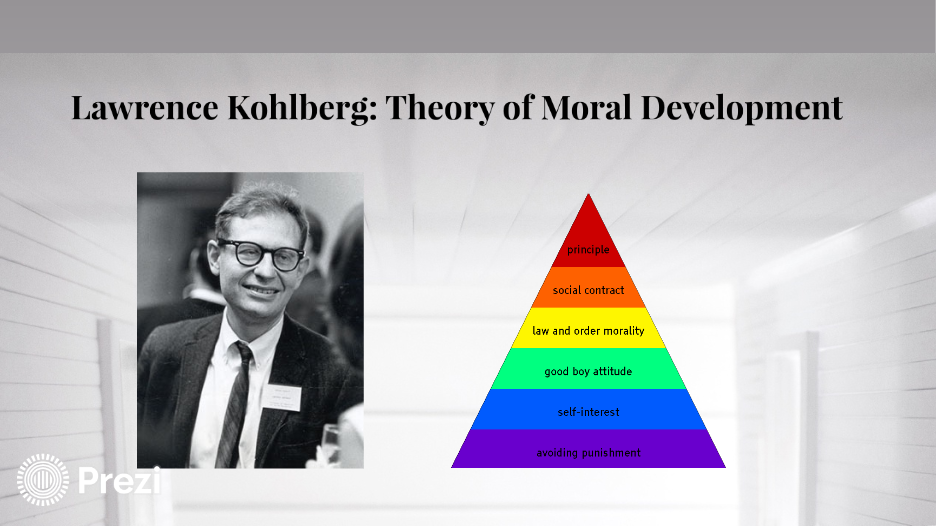 Lawrence Kohlberg: Theory of Moral Development
principle
social contract
law and order morality
good boy attitude
self-interest
avoiding punishment
Prezi